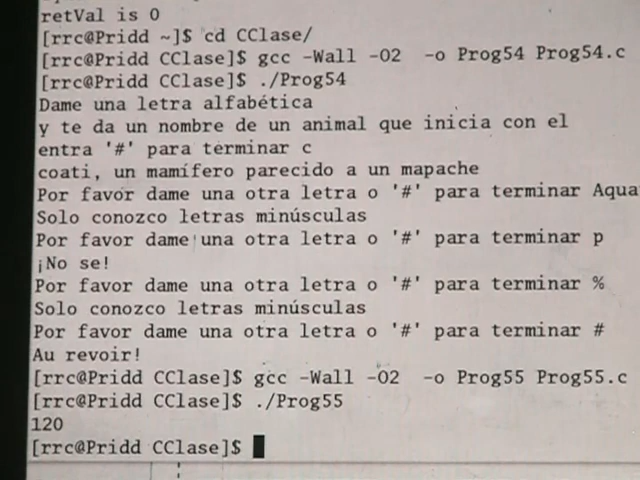 retVal is 0
[rrc@Pridd ~]$ cd CClase/
[rrc@Pridd CClase]$ gcc -Wall -O2  -o Prog54 Prog54.c
[rrc@Pridd CClase]$ ./Prog54
Dame una letra alfabética
y te da un nombre de un animal que inicia con el
entra '#' para terminar c
coati, un mamífero parecido a un mapache
Por favor dame una otra letra o '#' para terminar Aqua
Solo conozco letras minúsculas
Por favor dame una otra letra o '#' para terminar p
¡No se!
Por favor dame una otra letra o '#' para terminar %
Solo conozco letras minúsculas
Por favor dame una otra letra o '#' para terminar #
Au revoir!
[rrc@Pridd CClase]$ gcc -Wall -O2  -o Prog55 Prog55.c
[rrc@Pridd CClase]$ ./Prog55
120
[rrc@Pridd CClase]$